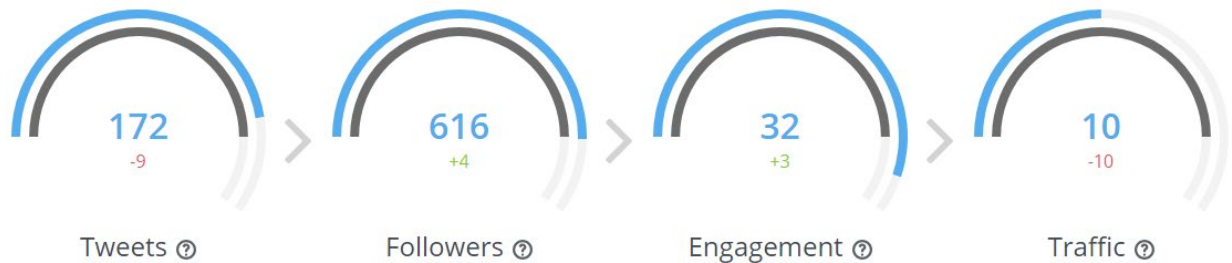 172
-9
Tweets ?
616
+4
Followers ?
32
+3
Engagement ?
10
-10
Traffic ?